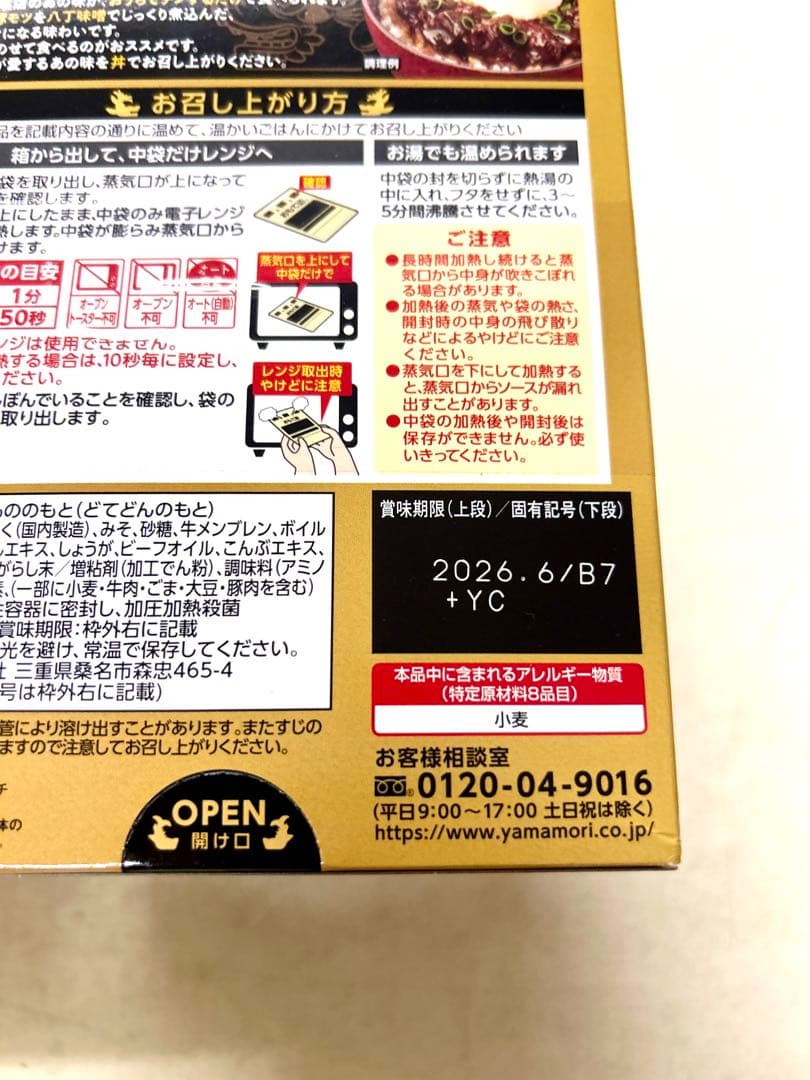 モツを八丁味噌でじっくり煮込んだ、
になる味わいです。
のせて食べるのがおススメです。
が愛するあの味を丼でお召し上がりください。
調理例
お召し上がり方
品を記載内容の通りに温めて、温かいごはんにかけてお召し上がりください
箱から出して、中袋だけレンジへ
袋を取り出し、蒸気口が上になって
を確認します。
上にしたまま、中袋のみ電子レンジ
熱します。中袋が膨らみ蒸気口から
けます。
確認
の目安
1分
50秒
オーブン
トースター不可
オーブン
不可
オート
オート(自動)
不可
蒸気口を上にして
中袋だけで
ンジは使用できません。
熱する場合は、10秒毎に設定し、
ださい。
ぼんでいることを確認し、袋の
取り出します。
レンジ取出時
やけどに注意
お湯でも温められます
中袋の封を切らずに熱湯の
中に入れ、フタをせずに、3〜
5分間沸騰させてください。
ご注意
●長時間加熱し続けると蒸
気口から中身が吹きこぼれ
る場合があります。
●加熱後の蒸気や袋の熱さ、
開封時の中身の飛び散り
などによるやけどにご注意
ください。
●蒸気口を下にして加熱する
と、蒸気口からソースが漏れ
出すことがあります。
●中袋の加熱後や開封後は
保存ができません。必ず使
いきってください。
もののもと(どてどんのもと)
く(国内製造)、みそ、砂糖、牛メンブレン、ボイル
エキス、しょうが、ビーフオイル、こんぶエキス、
がらし末/増粘剤(加工でん粉)、調味料(アミノ
、(一部に小麦・牛肉・ごま・大豆・豚肉を含む)
容器に密封し、加圧加熱殺菌
賞味期限:枠外右に記載
光を避け、常温で保存してください。
社 三重県桑名市森忠465-4
号は枠外右に記載)
賞味期限(上段)/固有記号(下段)
2026.6/B7
+YC
本品中に含まれるアレルギー物質
(特定原材料8品目)
小麦
管により溶け出すことがあります。またすじの
ますので注意してお召し上がりください。
チ
体の
OPEN
開け口
お客様相談室
0120-04-9016
(平日9:00〜17:00 土日祝は除く)
https://www.yamamori.co.jp/